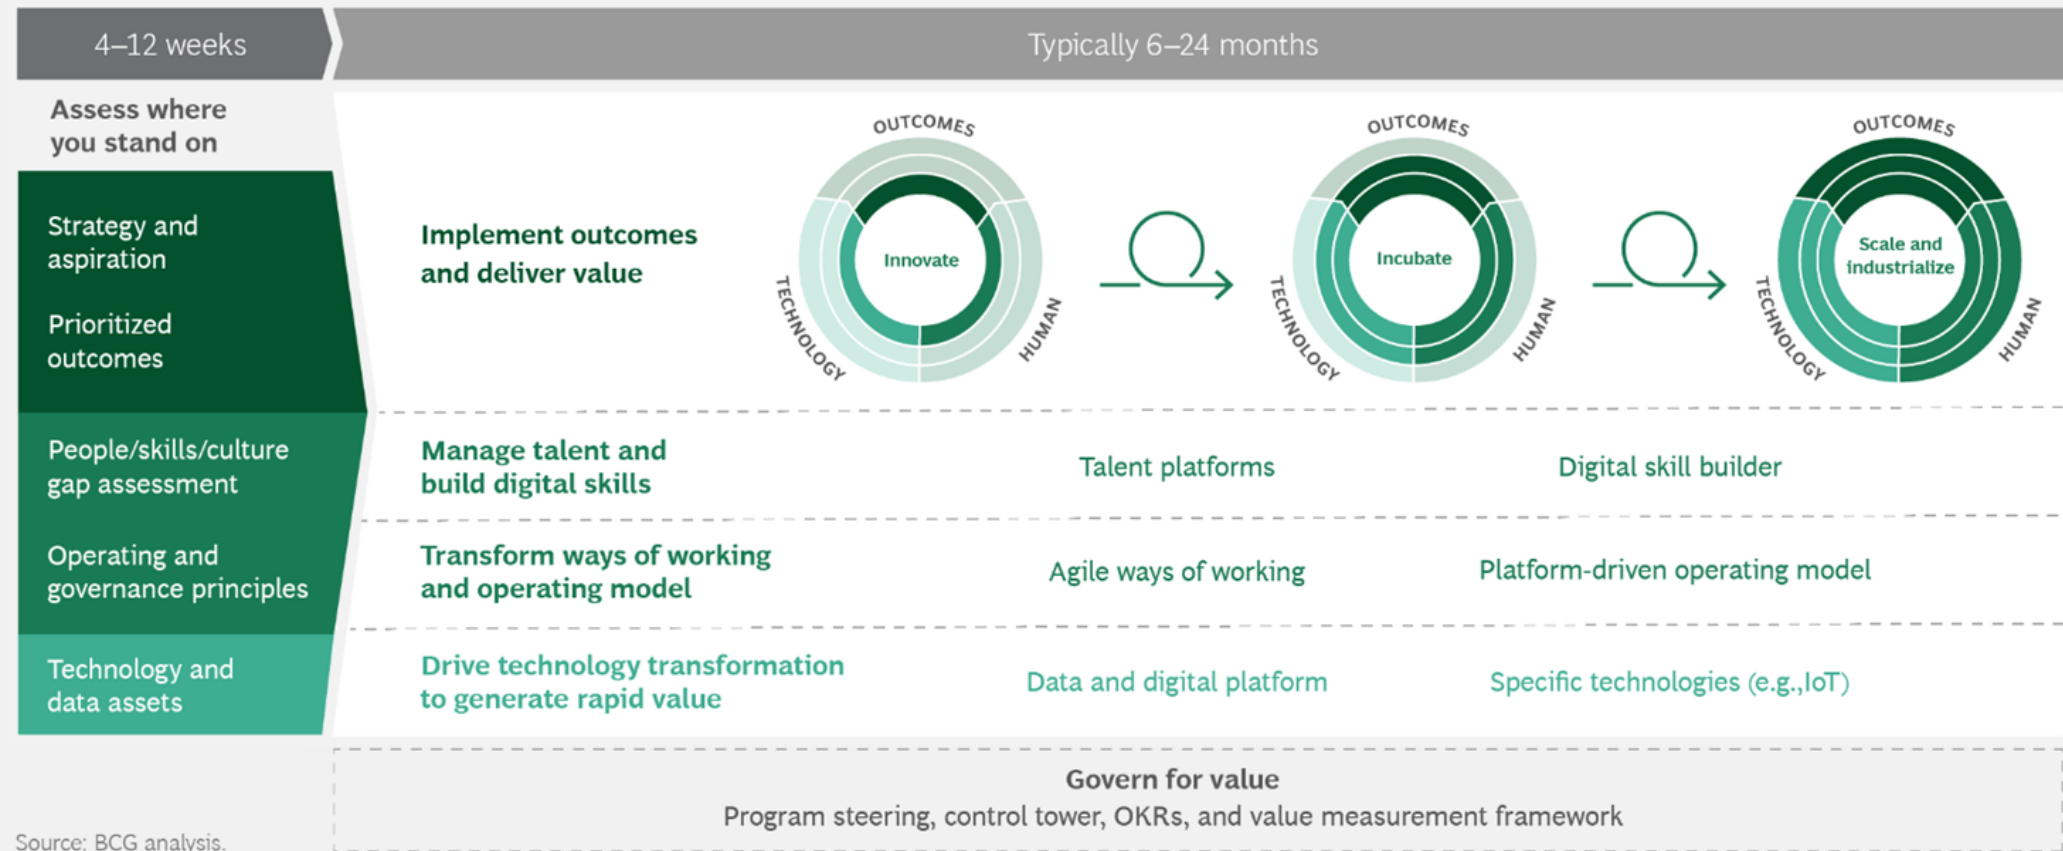 4–12 weeks
Typically 6–24 months
Assess where
you stand on
Strategy and
aspiration
Prioritized
outcomes
People/skills/culture
gap assessment
Operating and
governance principles
Technology and
data assets
Implement outcomes
and deliver value
OUTCOMES
Innovate
TECHNOLOGY
HUMAN
OUTCOMES
Incubate
TECHNOLOGY
HUMAN
OUTCOMES
Scale and
industrialize
TECHNOLOGY
HUMAN
Manage talent and
build digital skills
Talent platforms
Digital skill builder
Transform ways of working
and operating model
Agile ways of working
Platform-driven operating model
Drive technology transformation
to generate rapid value
Data and digital platform
Specific technologies (e.g.,IoT)
Govern for value
Program steering, control tower, OKRs, and value measurement framework
Source: BCG analysis.